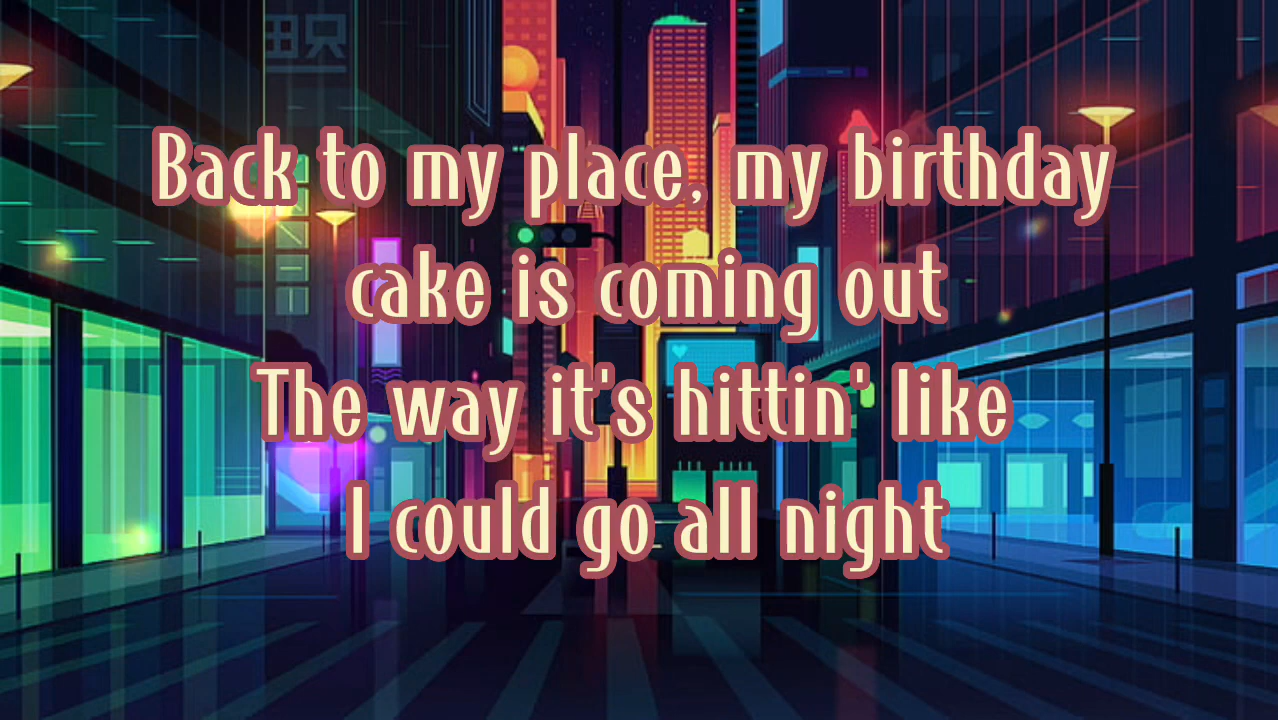 Back to my place, my birthday
cake is coming out
The way it's hittin' like
I could go all night